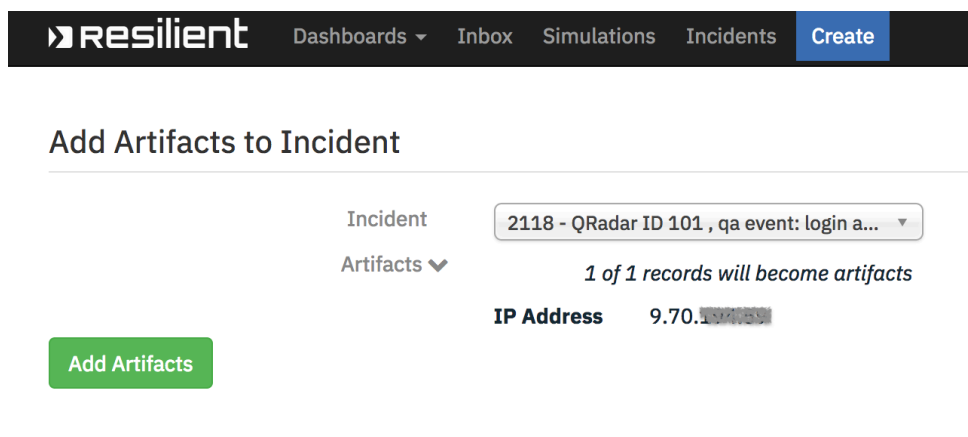 Resilient Dashboards Inbox Simulations Incidents Create
Add Artifacts to Incident
Incident 2118 - QRadar ID 101 , qa event: login a...
Artifacts
1 of 1 records will become artifacts
IP Address 9.70.
Add Artifacts